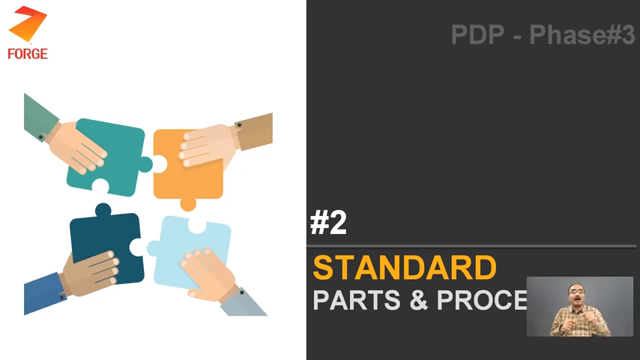 FORGE
PDP - Phase#3
#2
STANDARD
PARTS & PROCE